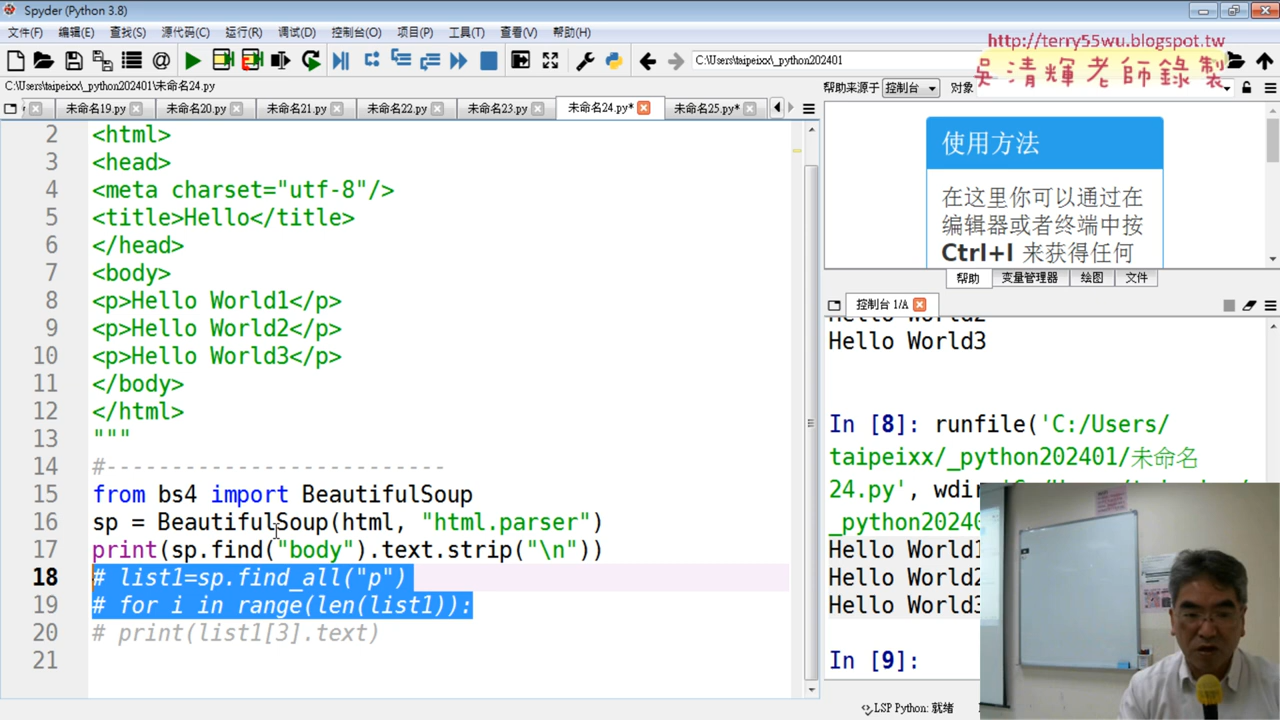 Spyder (Python 3.8)
文件(F) 编辑(E) 查找(S) 源代码(C) 运行(R) 调试(D) 控制台(O) 项目(P) 工具(T) 查看(V) 帮助(H)
http://terry55wu.blogspot.tw
吳清輝老師錄製
C:\Users\taipeixx\_python202401
C:\Users\taipeixx\_python202401\未命名24.py
帮助来源于 控制台 对象
未命名19.py 未命名20.py 未命名21.py 未命名22.py 未命名23.py 未命名24.py* 未命名25.py*
2 <html>
3 <head>
4 <meta charset="utf-8"/>
5 <title>Hello</title>
6 </head>
7 <body>
8 <p>Hello World1</p>
9 <p>Hello World2</p>
10 <p>Hello World3</p>
11 </body>
12 </html>
13 """
14 #--------------------------
15 from bs4 import BeautifulSoup
16 sp = BeautifulSoup(html, "html.parser")
17 print(sp.find("body").text.strip("\n"))
18 # list1=sp.find_all("p")
19 # for i in range(len(list1)):
20 # print(list1[3].text)
21
使用方法
在这里你可以通过在
编辑器或者终端中按
Ctrl+I 来获得任何
帮助 变量管理器 绘图 文件
控制台 1/A
Hello World2
Hello World3
In [8]: runfile('C:/Users/
taipeixx/_python202401/未命名
24.py', wdir
_python20240
Hello World1
Hello World2
Hello World3
In [9]:
LSP Python: 就绪